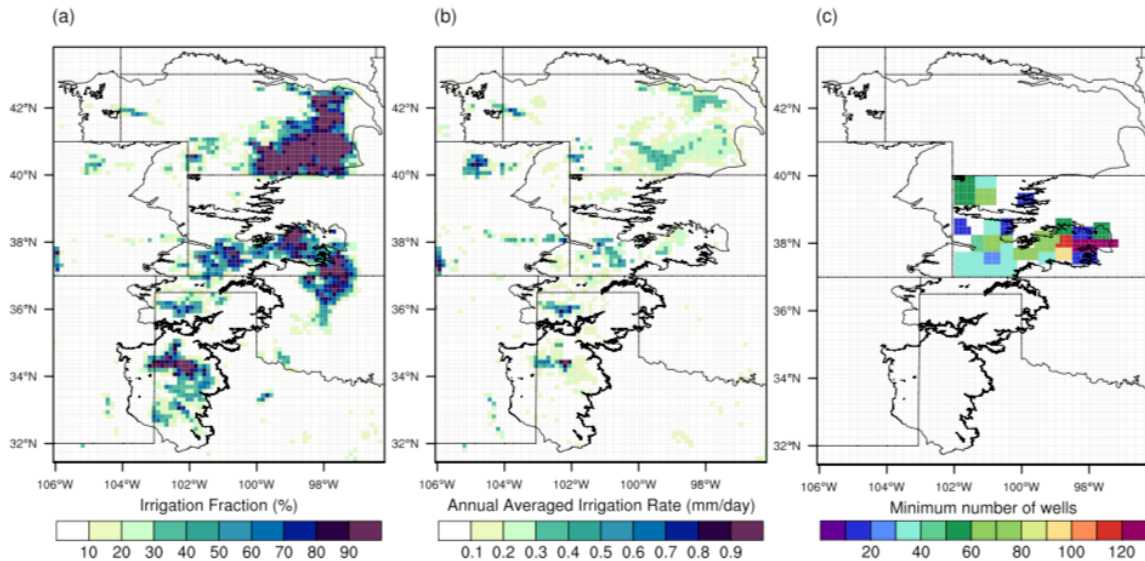 (a) (b) (c)
42°N 42°N 42°N
40°N 40°N 40°N
38°N 38°N 38°N
36°N 36°N 36°N
34°N 34°N 34°N
32°N 32°N 32°N
106°W 104°W 102°W 100°W 98°W 106°W 104°W 102°W 100°W 98°W 106°W 104°W 102°W 100°W 98°W
Irrigation Fraction (%) Annual Averaged Irrigation Rate (mm/day) Minimum number of wells
10 20 30 40 60 70 80 90 0.1 0.2 0.3 0.4 0.6 0.7 0.8 0.9 20 40 60 80 100 120